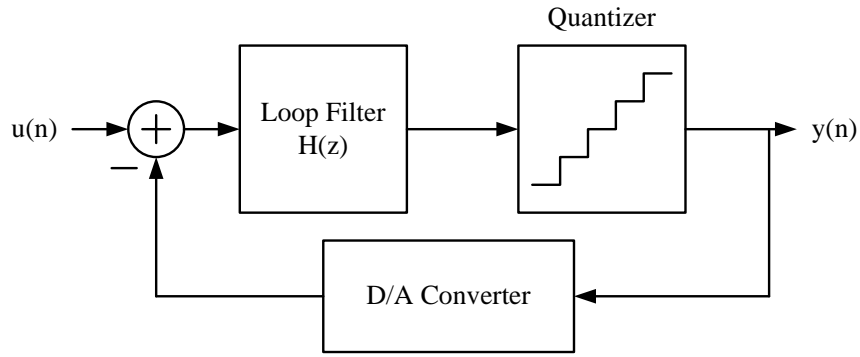 Quantizer
u(n)
+
Loop Filter
H(z)
y(n)
−
D/A Converter